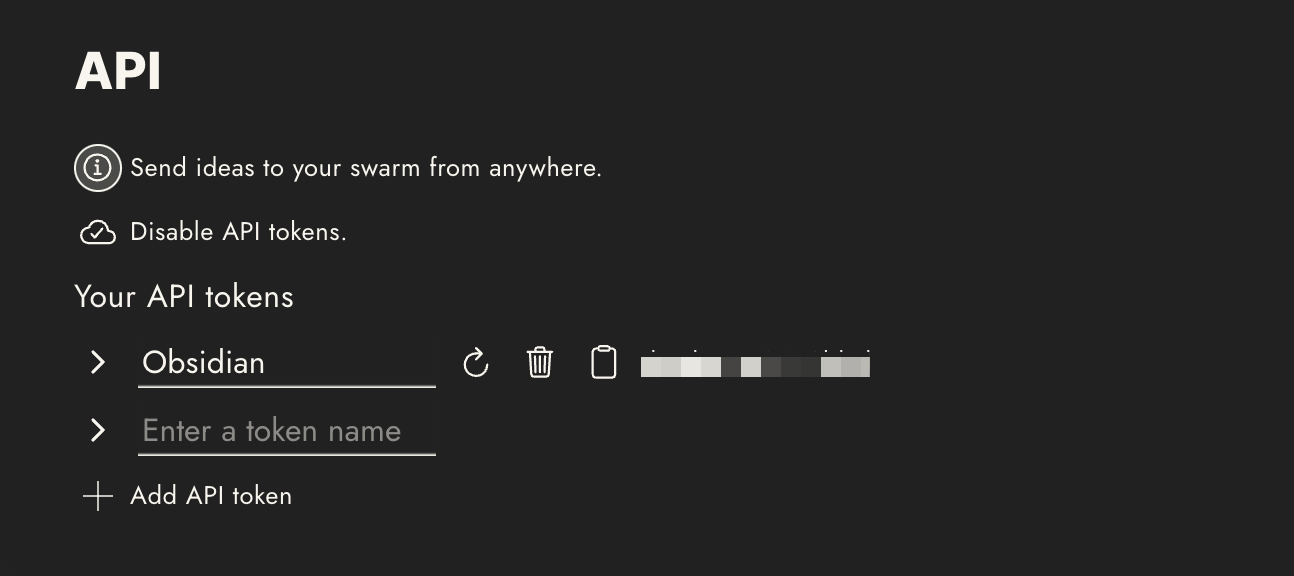 API
Send ideas to your swarm from anywhere.
Disable API tokens.
Your API tokens
Obsidian
Enter a token name
Add API token